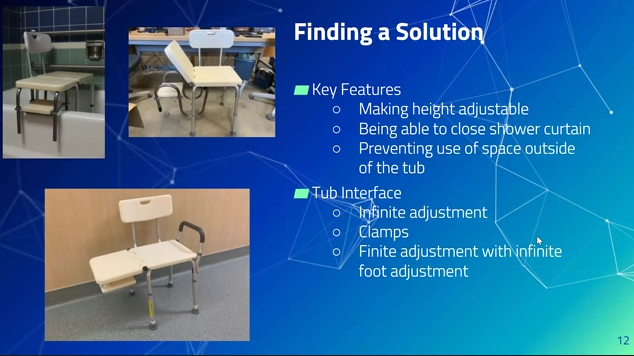 Finding a Solution
Key Features
Making height adjustable
Being able to close shower curtain
Preventing use of space outside
of the tub
Tub Interface
Infinite adjustment
Clamps
Finite adjustment with infinite
foot adjustment
12